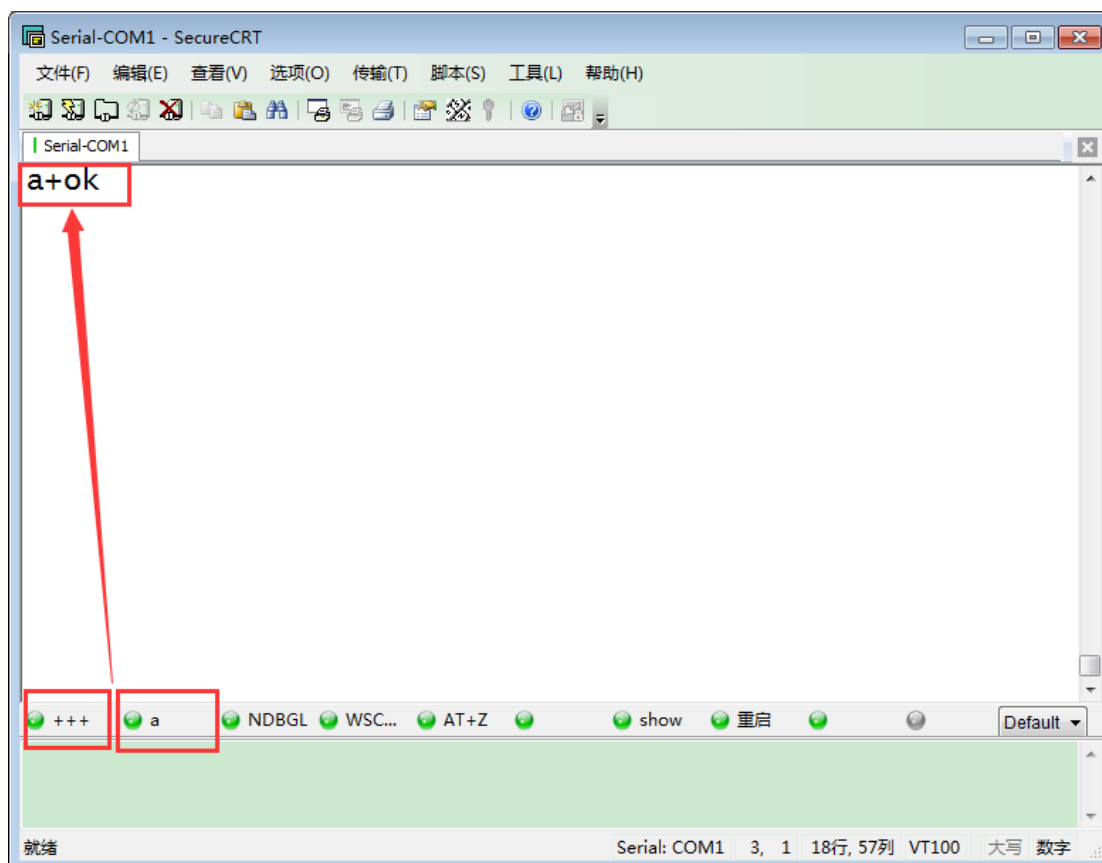 Serial-COM1 - SecureCRT
文件(F) 编辑(E) 查看(V) 选项(O) 传输(T) 脚本(S) 工具(L) 帮助(H)
Serial-COM1
a+ok
+++ a NDBGL WSC... AT+Z show 重启 Default
就绪 Serial: COM1 3, 1 18行, 57列 VT100 大写 数字